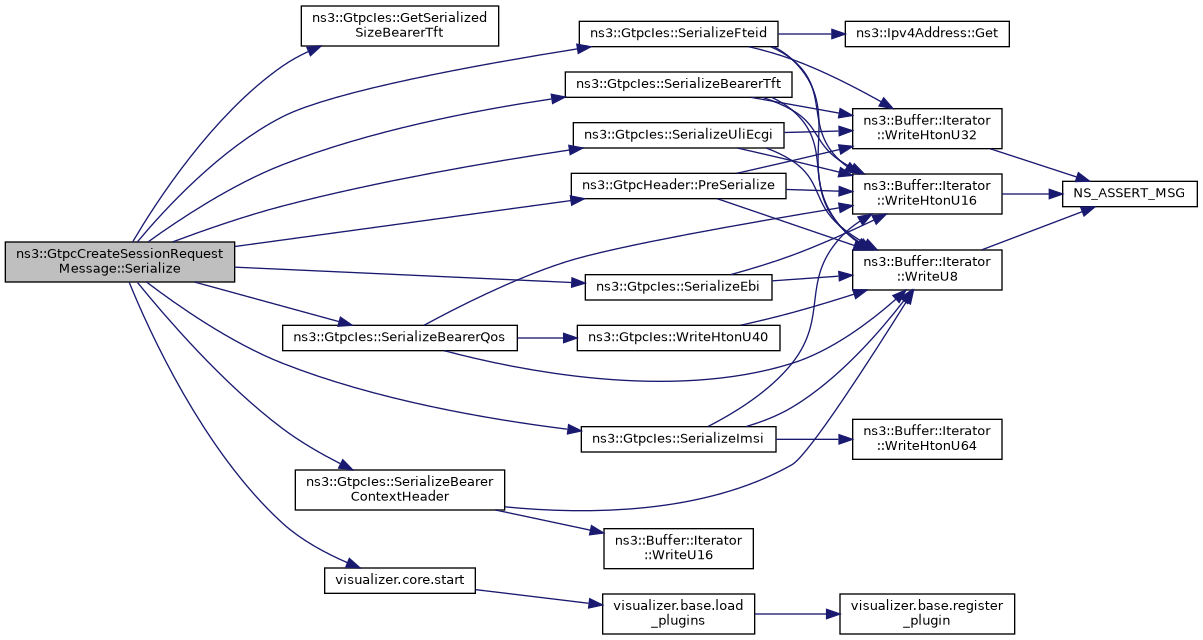 ns3::GtpcCreateSessionRequest
Message::Serialize
ns3::GtpcIes::GetSerialized
SizeBearerTft
ns3::GtpcIes::SerializeFteid
ns3::Ipv4Address::Get
ns3::GtpcIes::SerializeBearerTft
ns3::Buffer::Iterator
::WriteHtonU32
ns3::GtpcIes::SerializeUliEcgi
ns3::GtpcHeader::PreSerialize
ns3::Buffer::Iterator
::WriteHtonU16
NS_ASSERT_MSG
ns3::Buffer::Iterator
::WriteU8
ns3::GtpcIes::SerializeEbi
ns3::GtpcIes::SerializeBearerQos
ns3::GtpcIes::WriteHtonU40
ns3::GtpcIes::SerializeImsi
ns3::Buffer::Iterator
::WriteHtonU64
ns3::GtpcIes::SerializeBearer
ContextHeader
ns3::Buffer::Iterator
::WriteU16
visualizer.core.start
visualizer.base.load
_plugins
visualizer.base.register
_plugin